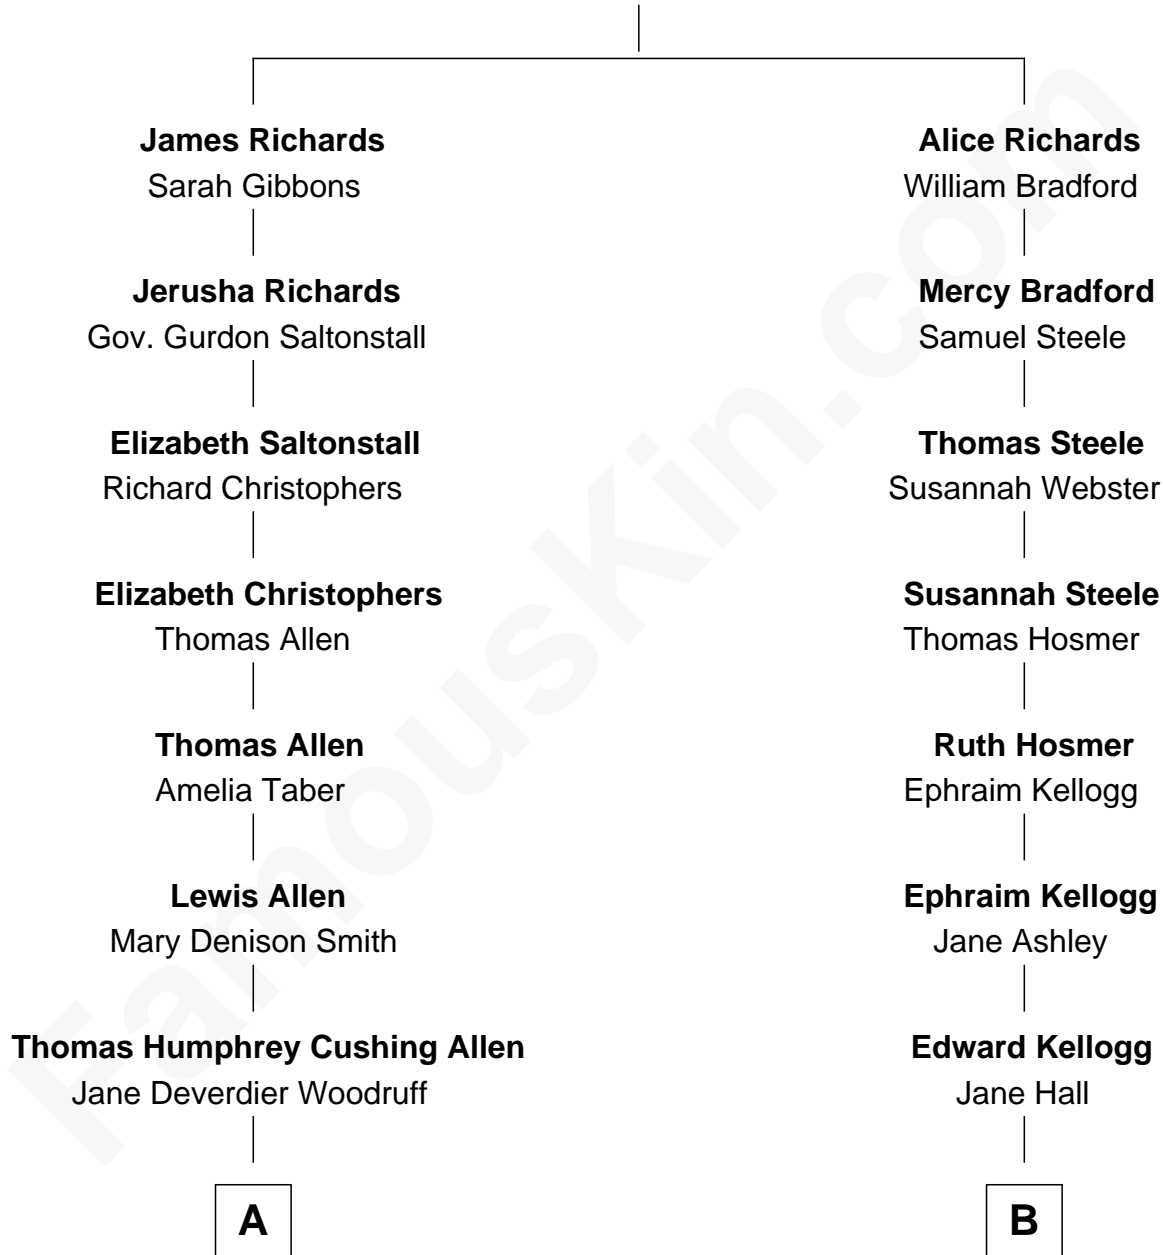 James Richards
Sarah Gibbons
Alice Richards
William Bradford
Jerusha Richards
Gov. Gurdon Saltonstall
Mercy Bradford
Samuel Steele
Elizabeth Saltonstall
Richard Christophers
Thomas Steele
Susannah Webster
Elizabeth Christophers
Thomas Allen
Susannah Steele
Thomas Hosmer
Thomas Allen
Amelia Taber
Ruth Hosmer
Ephraim Kellogg
Lewis Allen
Mary Denison Smith
Ephraim Kellogg
Jane Ashley
Thomas Humphrey Cushing Allen
Jane Deverdier Woodruff
Edward Kellogg
Jane Hall
A
B
FamousKin.com